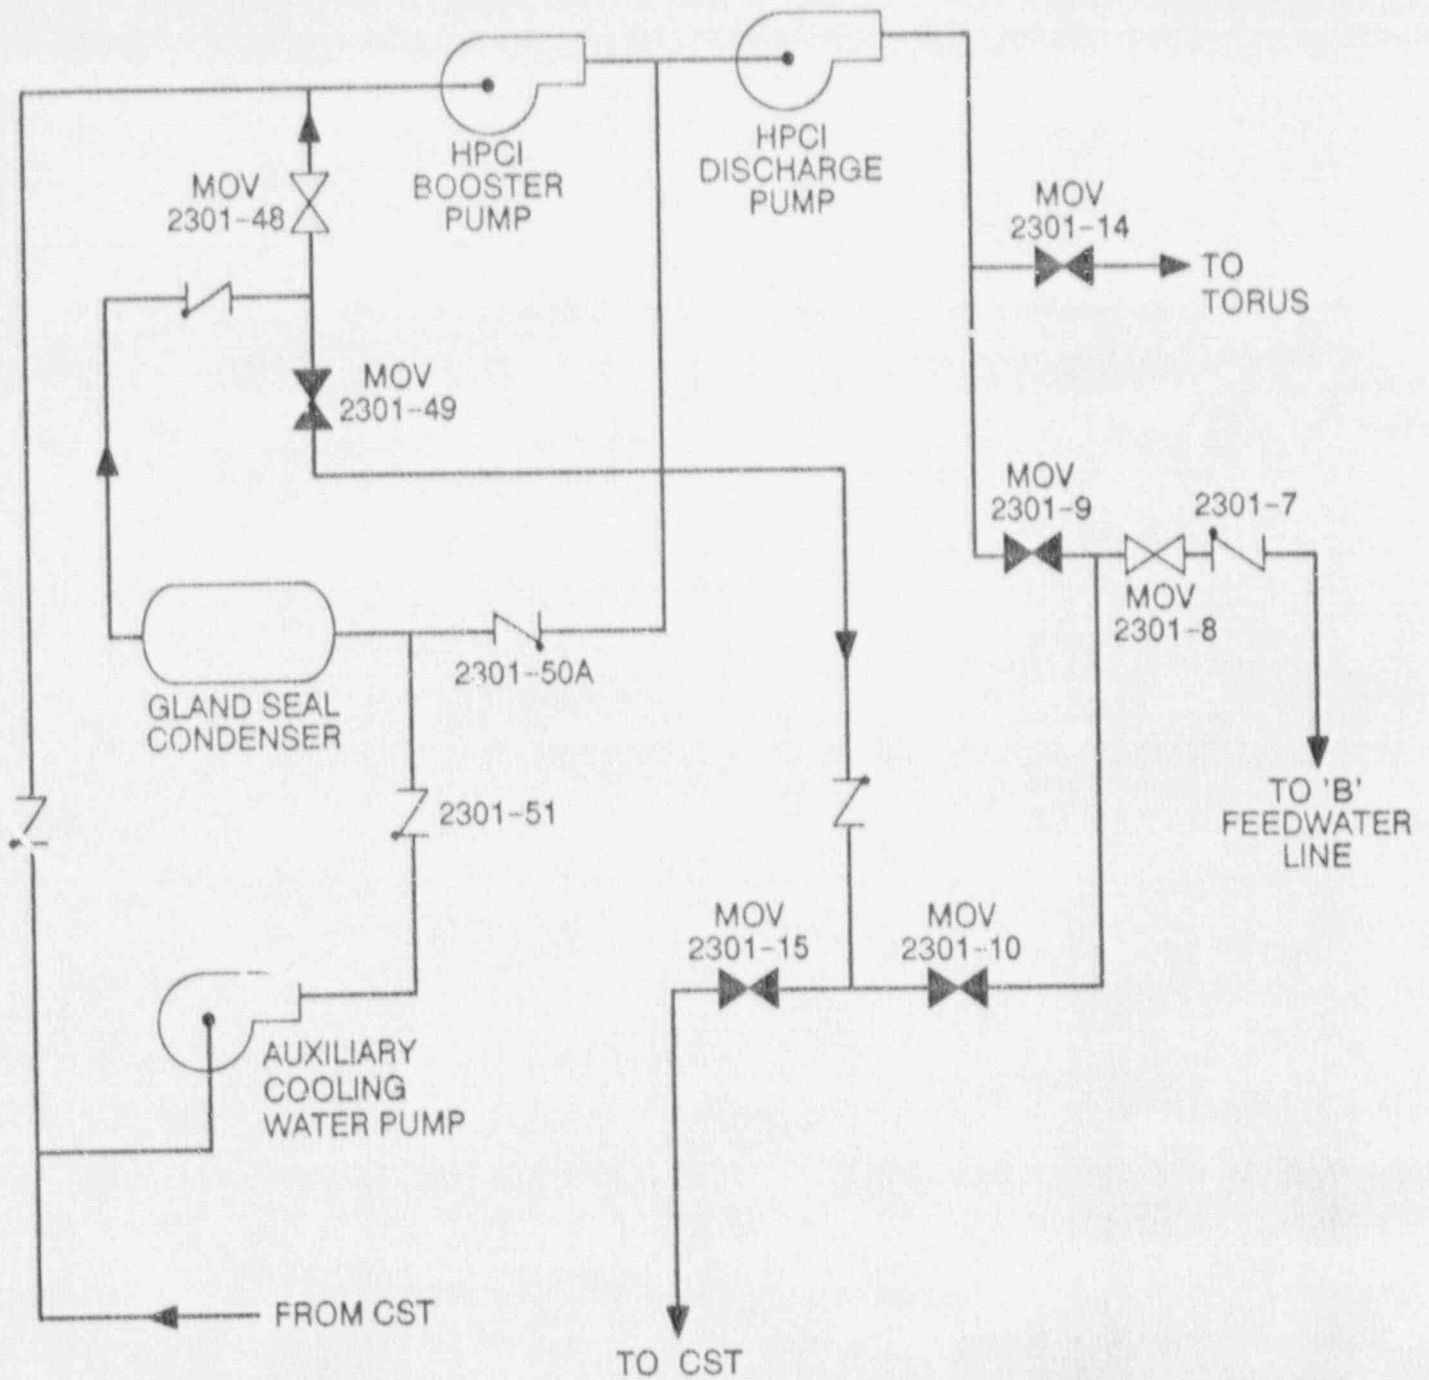 HPCI
BOOSTER
PUMP
HPCI
DISCHARGE
PUMP
MOV
2301-48
MOV
2301-14
TO
TORUS
MOV
2301-49
MOV
2301-9
2301-7
MOV
2301-8
2301-50A
GLAND SEAL
CONDENSER
2301-51
TO 'B'
FEEDWATER
LINE
MOV
2301-15
MOV
2301-10
AUXILIARY
COOLING
WATER PUMP
FROM CST
TO CST